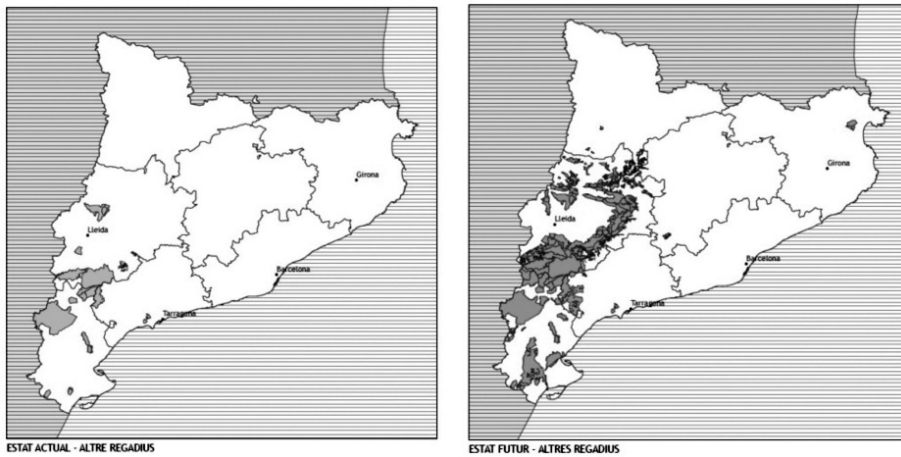 Girona
Lleida
Barcelona
Tarragona
ESTAT ACTUAL - ALTRE REGADIUS
Girona
Lleida
Barcelona
Tarragona
ESTAT FUTUR - ALTRES REGADIUS